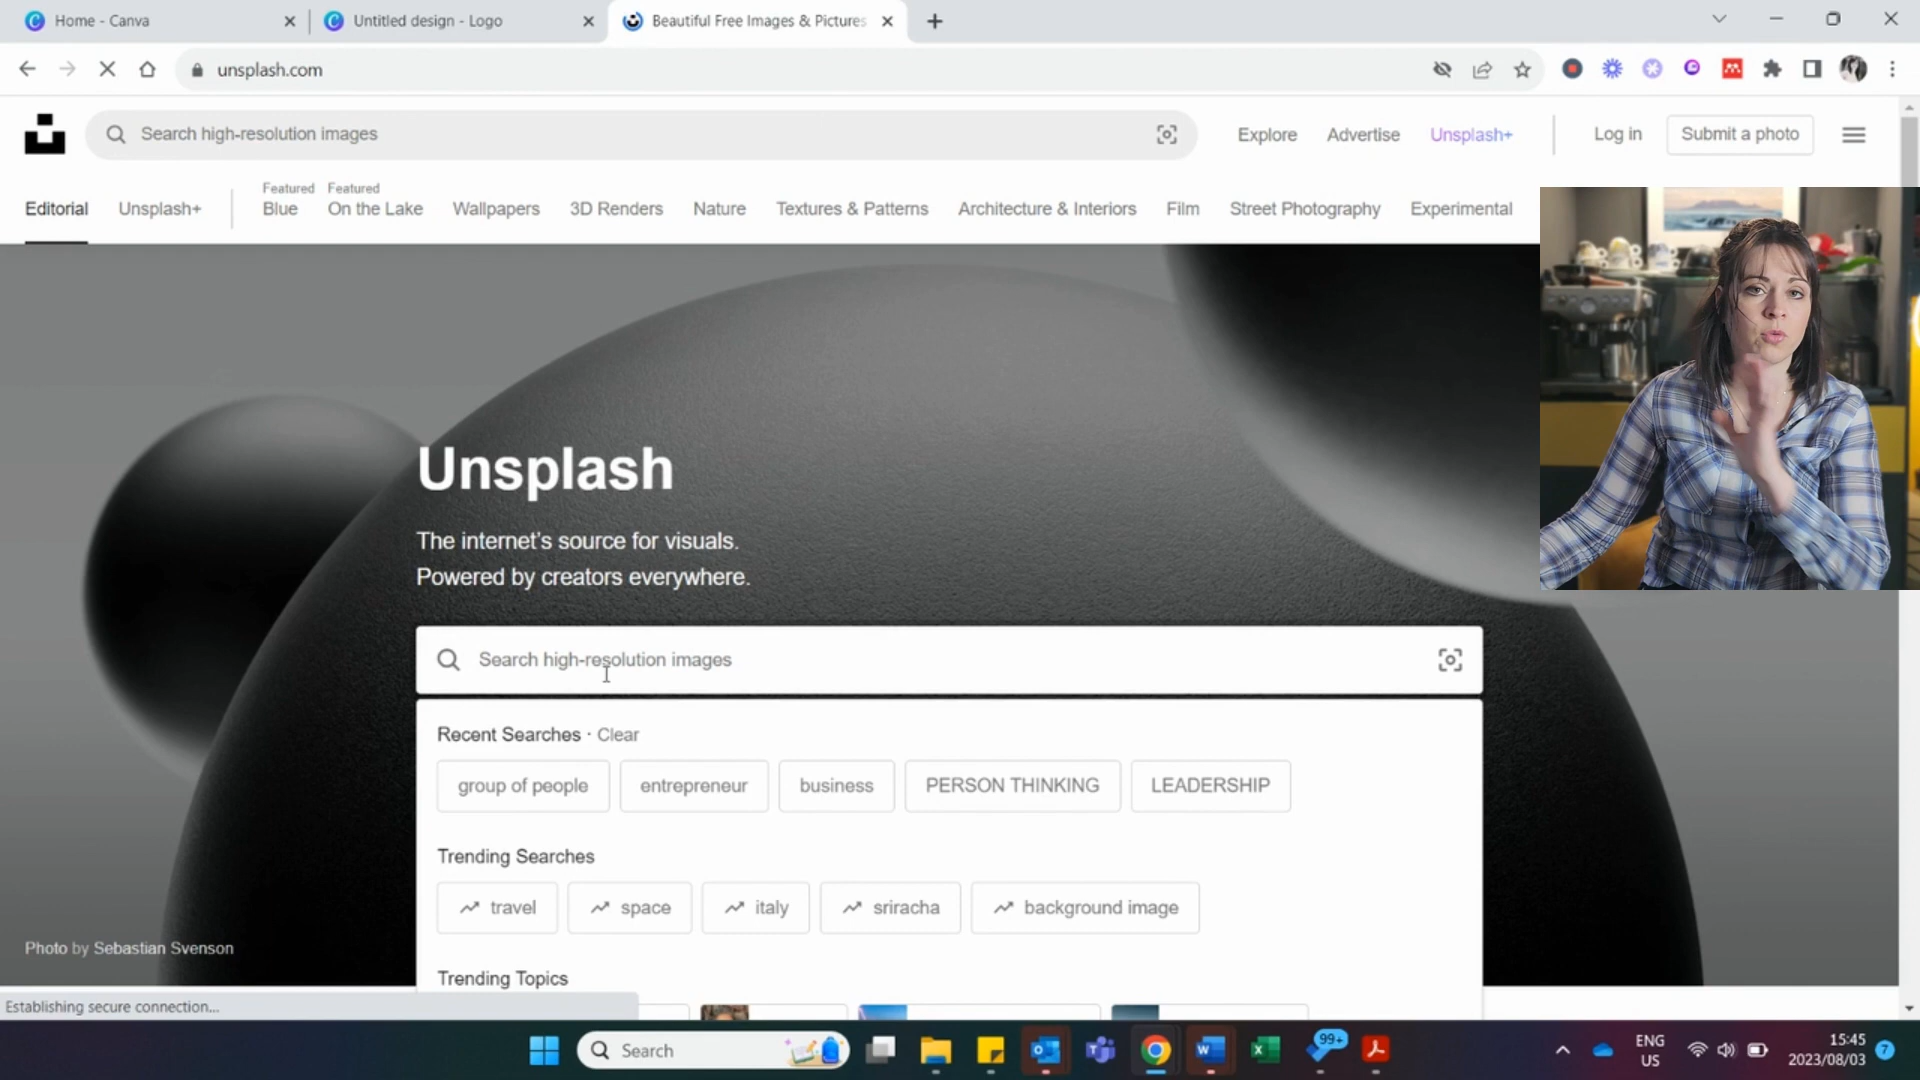 Home - Canva
Untitled design - Logo
Beautiful Free Images & Pictures
unsplash.com
Search high-resolution images
Explore
Advertise
Unsplash+
Log in
Submit a photo
Editorial
Unsplash+
Featured
Blue
Featured
On the Lake
Wallpapers
3D Renders
Nature
Textures & Patterns
Architecture & Interiors
Film
Street Photography
Experimental
Unsplash
The internet's source for visuals.
Powered by creators everywhere.
Search high-resolution images
Recent Searches · Clear
group of people
entrepreneur
business
PERSON THINKING
LEADERSHIP
Trending Searches
travel
space
italy
sriracha
background image
Trending Topics
Photo by Sebastian Svenson
Establishing secure connection...
Search
99+
ENG
US
15:45
2023/08/03
7